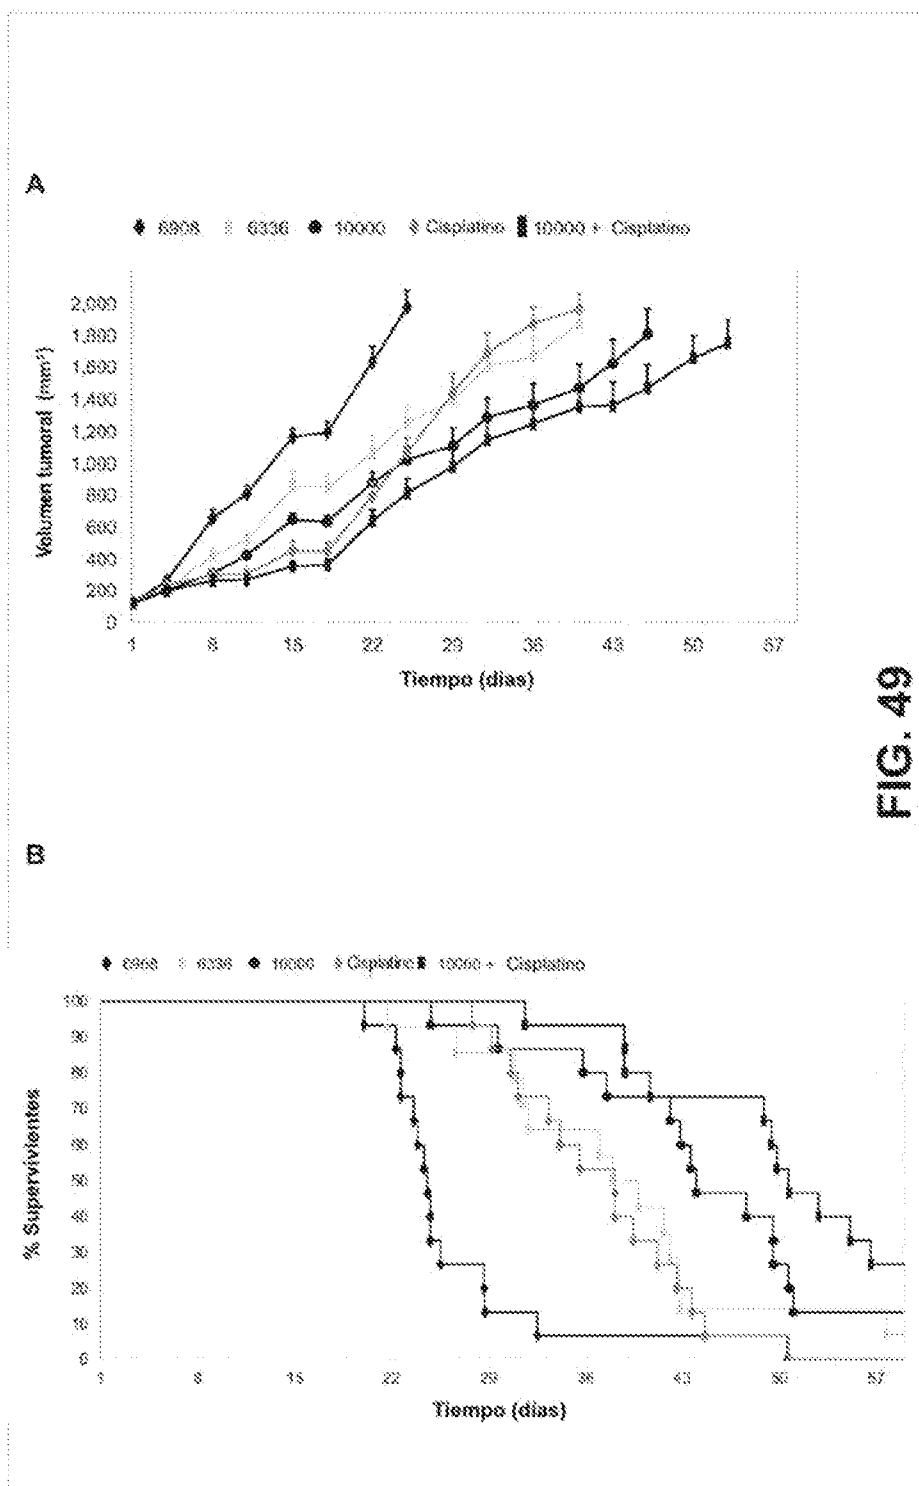 A
6908 6336 10000 Cisplatino 10000 + Cisplatino
Volumen tumoral (mm³)
2,000
1,800
1,600
1,400
1,200
1,000
800
600
400
200
0
1 8 15 22 29 36 43 50 57
Tiempo (días)
FIG. 49
B
6908 6336 10000 Cisplatino 10000 + Cisplatino
% Supervivientes
100
90
80
70
60
50
40
30
20
10
0
1 8 15 22 29 36 43 50 57
Tiempo (días)